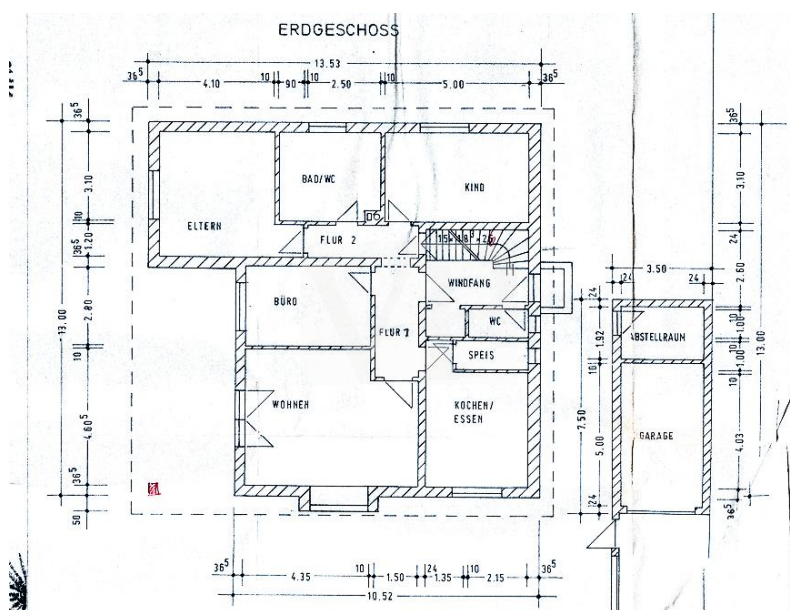 ERDGESCHOSS
13.53
36⁵ 4.10 10 90 10 2.50 10 5.00 36⁵
BAD/WC
KIND
ELTERN
FLUR 2
WINDFANG
BÜRO
FLUR 1
WC
SPEIS
WOHNEN
KOCHEN/
ESSEN
ABSTELLRAUM
GARAGE
36⁵
3.10
10
1.20
36⁵
2.80
10
4.60⁵
36⁵
50
13.00
36⁵
3.10
24
2.60
10
1.00
10
1.00
10
4.03
36⁵
13.00
3.50
24 24
24
1.92
10
5.00
24
7.50
36⁵ 4.35 10 1.50 24 1.35 10 2.15 36⁵
10.52